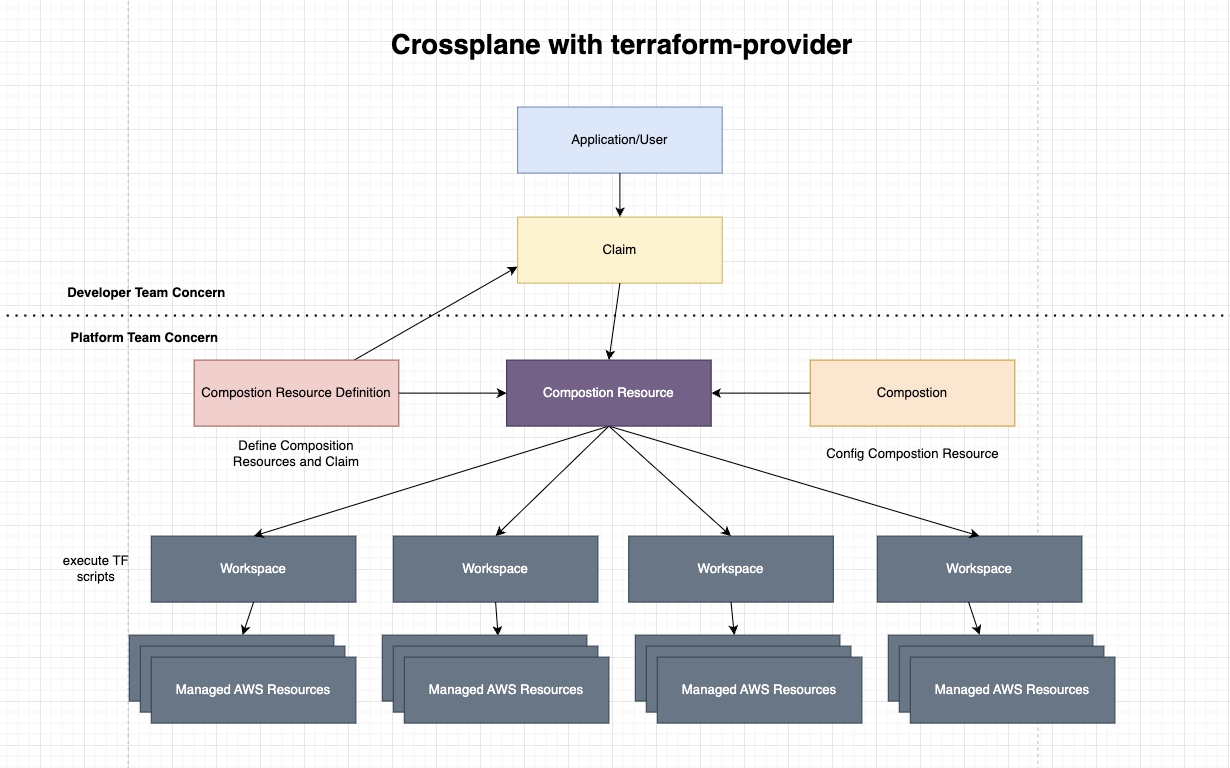 Crossplane with terraform-provider
Application/User
Claim
Developer Team Concern
Platform Team Concern
Compostion Resource Definition
Compostion Resource
Compostion
Define Composition
Resources and Claim
Config Compostion Resource
execute TF
scripts
Workspace
Workspace
Workspace
Workspace
Managed AWS Resources
Managed AWS Resources
Managed AWS Resources
Managed AWS Resources